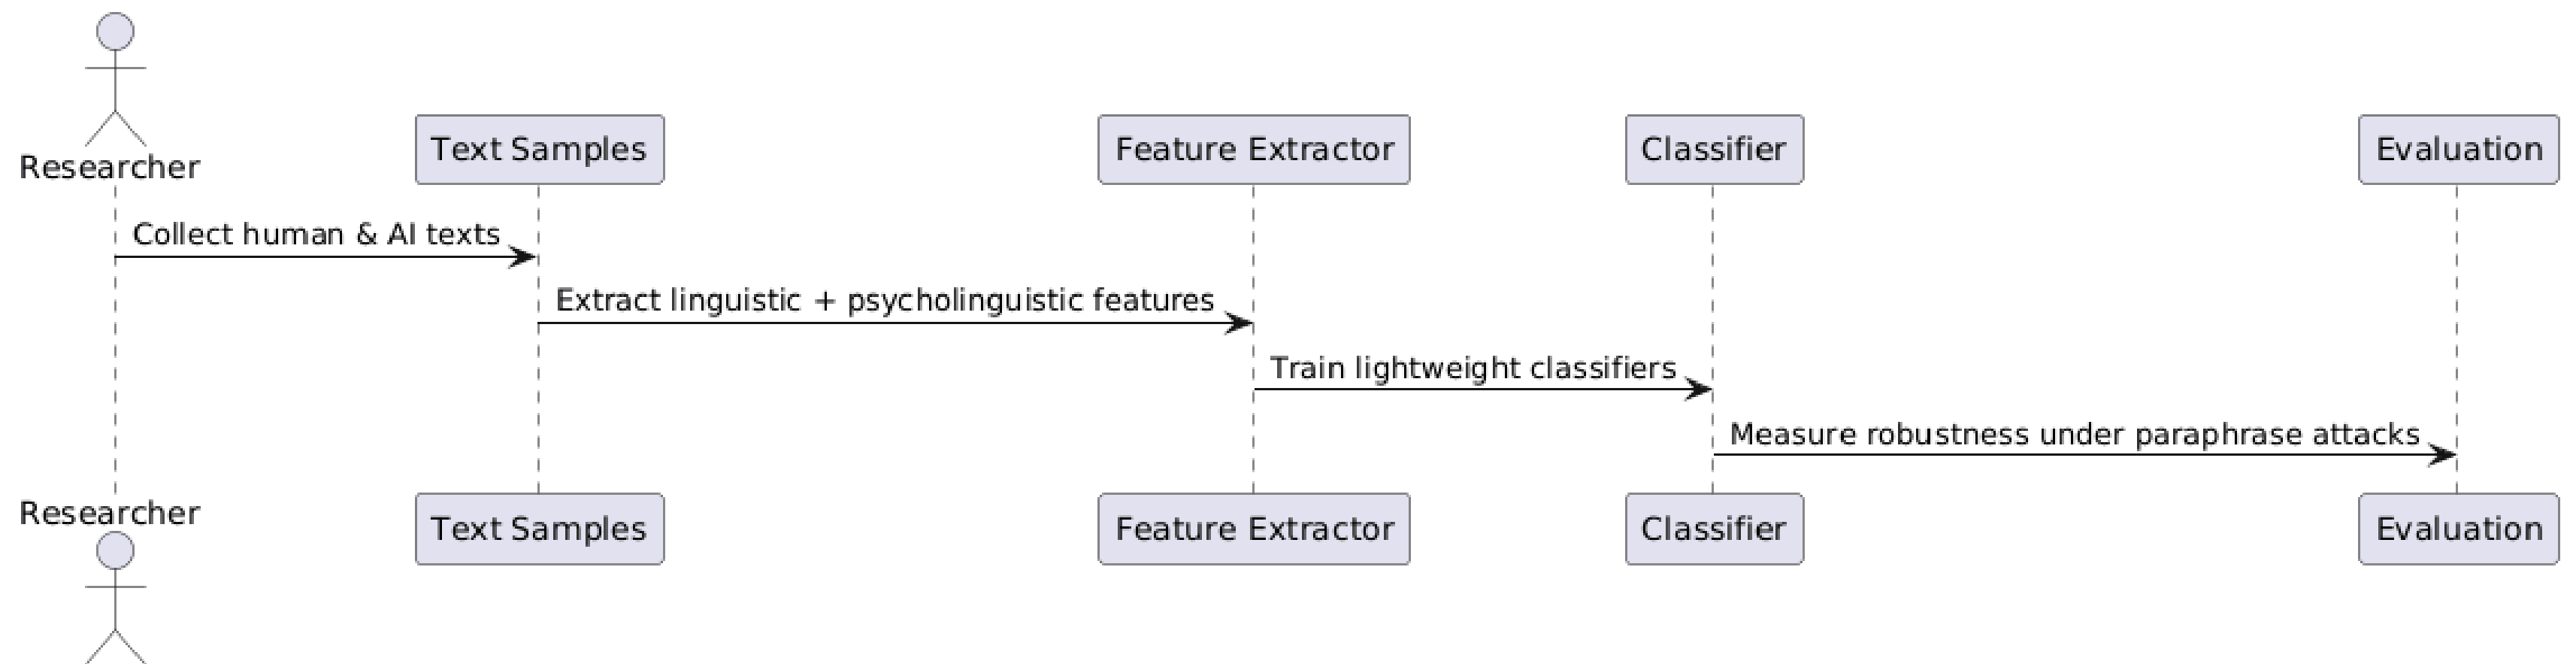 Researcher
Text Samples
Feature Extractor
Classifier
Evaluation
Collect human & AI texts
Extract linguistic + psycholinguistic features
Train lightweight classifiers
Measure robustness under paraphrase attacks
Researcher
Text Samples
Feature Extractor
Classifier
Evaluation